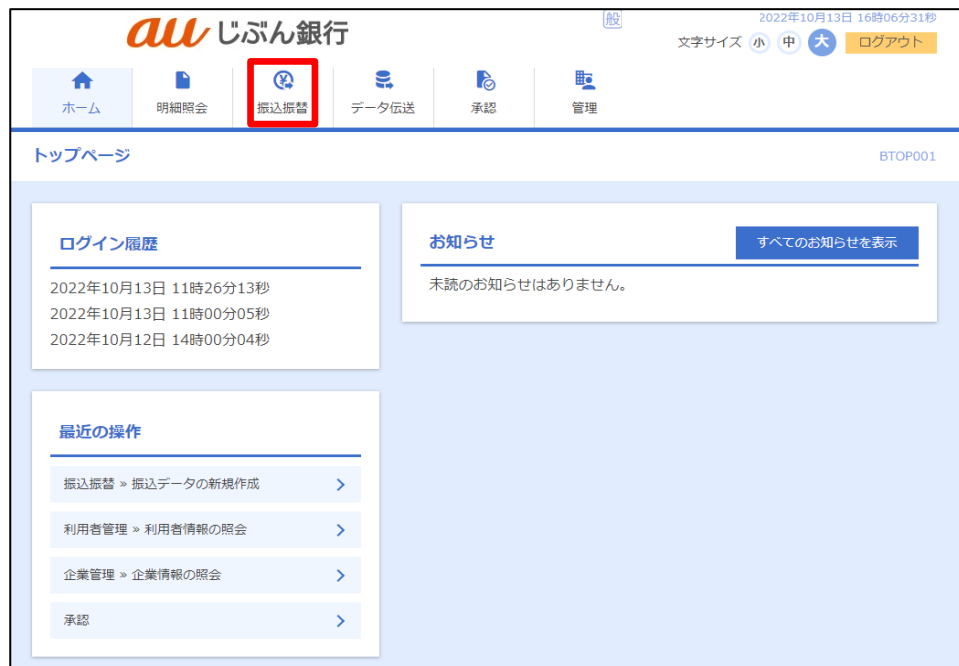 au じぶん銀行
般
2022年10月13日 16時06分31秒
文字サイズ 小 中 大 ログアウト
ホーム 明細照会 振込振替 データ伝送 承認 管理
トップページ
BTOP001
ログイン履歴
2022年10月13日 11時26分13秒
2022年10月13日 11時00分05秒
2022年10月12日 14時00分04秒
お知らせ
すべてのお知らせを表示
未読のお知らせはありません。
最近の操作
振込振替 » 振込データの新規作成
利用者管理 » 利用者情報の照会
企業管理 » 企業情報の照会
承認